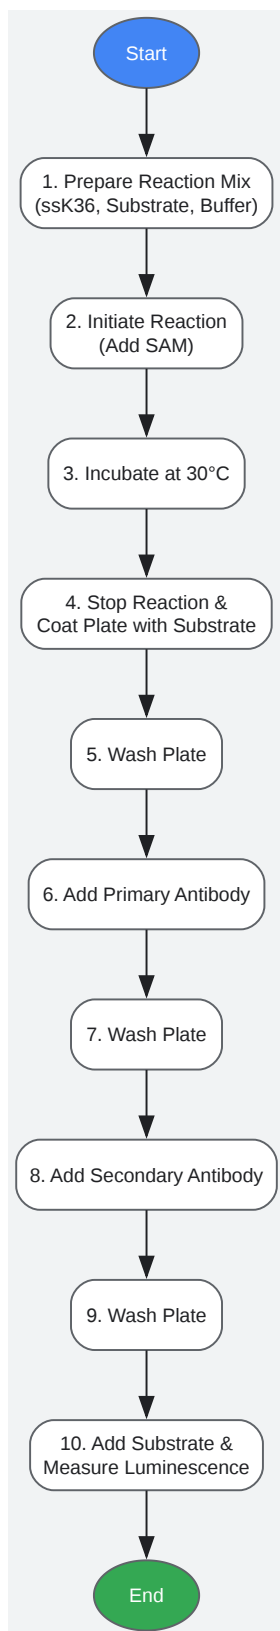 Start
1. Prepare Reaction Mix
(ssK36, Substrate, Buffer)
2. Initiate Reaction
(Add SAM)
3. Incubate at 30°C
4. Stop Reaction &
Coat Plate with Substrate
5. Wash Plate
6. Add Primary Antibody
7. Wash Plate
8. Add Secondary Antibody
9. Wash Plate
10. Add Substrate &
Measure Luminescence
End